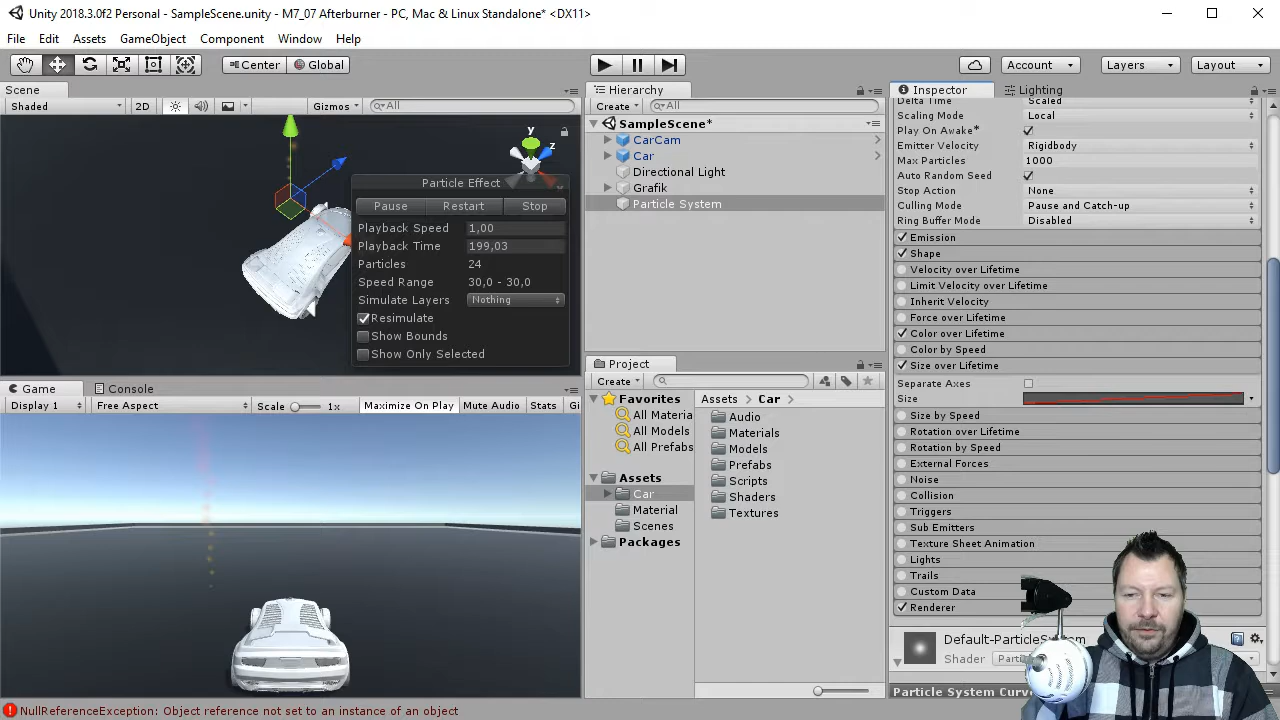 Unity 2018.3.0f2 Personal - SampleScene.unity - M7_07 Afterburner - PC, Mac & Linux Standalone* <DX11>
File Edit Assets GameObject Component Window Help
Center Global Account Layers Layout
Scene
Shaded 2D Gizmos All
y
z
Particle Effect
Pause Restart Stop
Playback Speed 1,00
Playback Time 199,03
Particles 24
Speed Range 30,0 - 30,0
Simulate Layers Nothing
Resimulate
Show Bounds
Show Only Selected
Game Console
Display 1 Free Aspect Scale 1x Maximize On Play Mute Audio Stats Gi
Hierarchy
Create All
SampleScene*
CarCam
Car
Directional Light
Grafik
Particle System
Project
Create
Favorites
All Materia
All Models
All Prefabs
Assets
Car
Material
Scenes
Packages
Assets Car
Audio
Materials
Models
Prefabs
Scripts
Shaders
Textures
Inspector Lighting
Delta Time Scaled
Scaling Mode Local
Play On Awake*
Emitter Velocity Rigidbody
Max Particles 1000
Auto Random Seed
Stop Action None
Culling Mode Pause and Catch-up
Ring Buffer Mode Disabled
Emission
Shape
Velocity over Lifetime
Limit Velocity over Lifetime
Inherit Velocity
Force over Lifetime
Color over Lifetime
Color by Speed
Size over Lifetime
Separate Axes
Size
Size by Speed
Rotation over Lifetime
Rotation by Speed
External Forces
Noise
Collision
Triggers
Sub Emitters
Texture Sheet Animation
Lights
Trails
Custom Data
Renderer
Default-ParticleSystem
Shader
Particle System Curv
NullReferenceException: Object reference not set to an instance of an object